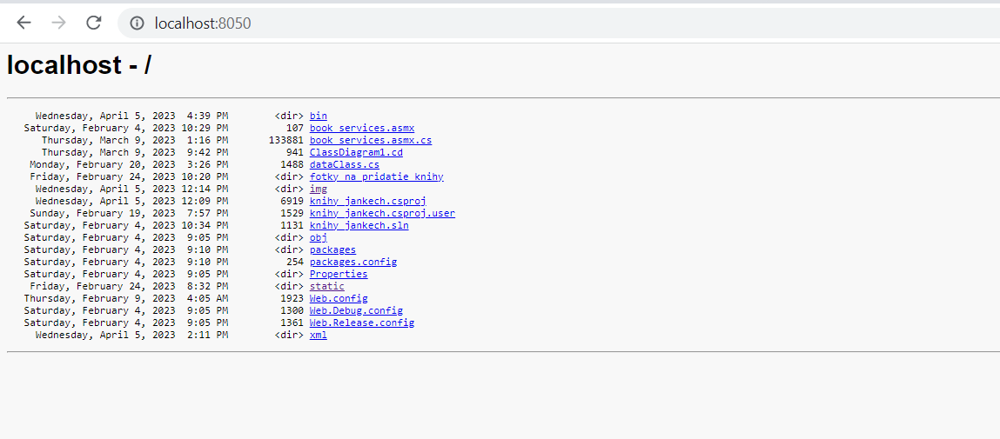 localhost:8050
localhost - /
Wednesday, April 5, 2023 4:39 PM <dir> bin
Saturday, February 4, 2023 10:29 PM 107 book_services.asmx
Thursday, March 9, 2023 1:16 PM 133881 book_services.asmx.cs
Thursday, March 9, 2023 9:42 PM 941 ClassDiagram1.cd
Monday, February 20, 2023 3:26 PM 1488 dataClass.cs
Friday, February 24, 2023 10:20 PM <dir> fotky_na_pridatie_knihy
Wednesday, April 5, 2023 12:14 PM <dir> img
Wednesday, April 5, 2023 12:09 PM 6919 knihy_jankech.csproj
Sunday, February 19, 2023 7:57 PM 1529 knihy_jankech.csproj.user
Saturday, February 4, 2023 10:34 PM 1131 knihy_jankech.sln
Saturday, February 4, 2023 9:05 PM <dir> obj
Saturday, February 4, 2023 9:10 PM <dir> packages
Saturday, February 4, 2023 9:10 PM 254 packages.config
Saturday, February 4, 2023 9:05 PM <dir> Properties
Friday, February 24, 2023 8:32 PM <dir> static
Thursday, February 9, 2023 4:05 AM 1923 Web.config
Saturday, February 4, 2023 9:05 PM 1300 Web.Debug.config
Saturday, February 4, 2023 9:05 PM 1361 Web.Release.config
Wednesday, April 5, 2023 2:11 PM <dir> xml